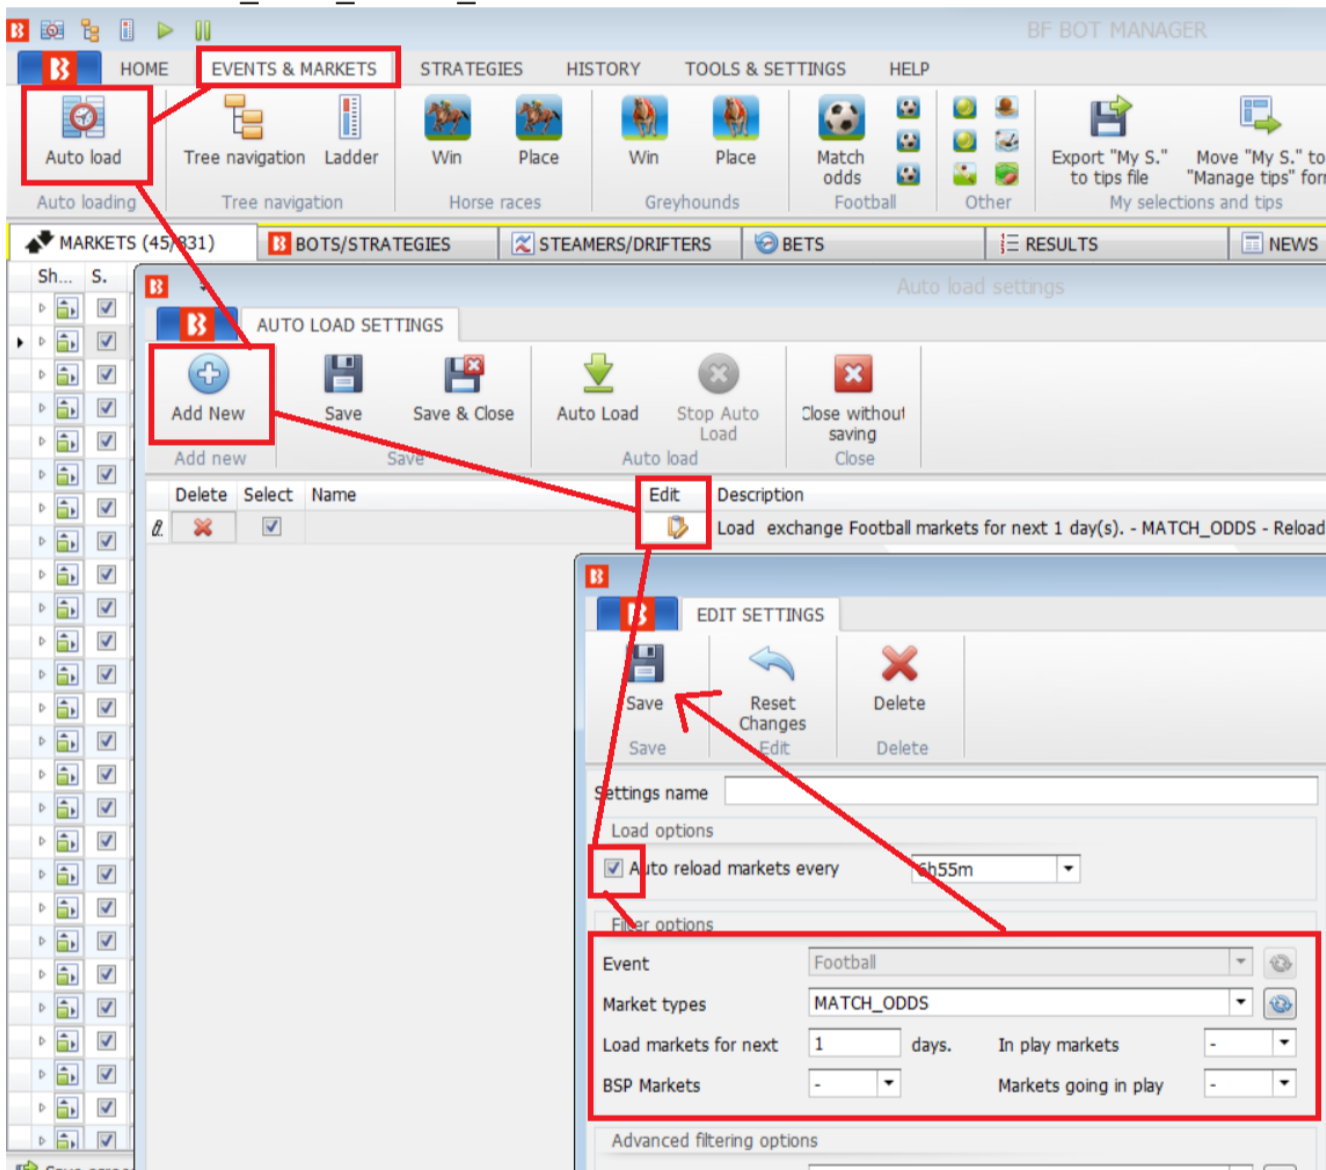 BF BOT MANAGER
HOME EVENTS & MARKETS STRATEGIES HISTORY TOOLS & SETTINGS HELP
Auto load Tree navigation Ladder Win Place Win Place Match odds Export "My S." to tips file Move "My S." to "Manage tips" for
Auto loading Tree navigation Horse races Greyhounds Football Other My selections and tips
MARKETS (45/831) BOTS/STRATEGIES STEAMERS/DRIFTERS BETS RESULTS NEWS
Sh... S.
Auto load settings
AUTO LOAD SETTINGS
Add New Save Save & Close Auto Load Stop Auto Load Close without saving
Add new Save Auto load Close
Delete Select Name Edit Description
Load exchange Football markets for next 1 day(s). - MATCH_ODDS - Reload
EDIT SETTINGS
Save Reset Changes Delete
Save Edit Delete
Settings name
Load options
Auto reload markets every 6h55m
Filter options
Event Football
Market types MATCH_ODDS
Load markets for next 1 days. In play markets -
BSP Markets - Markets going in play -
Advanced filtering options